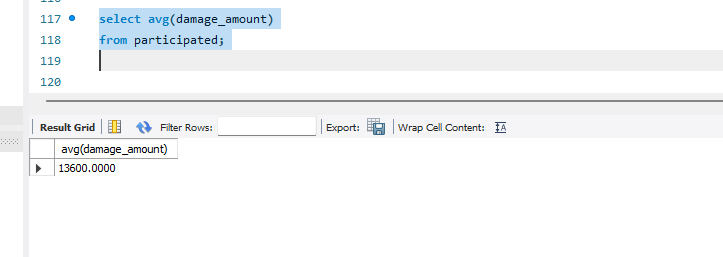 117 select avg(damage_amount)
118 from participated;
119
120
Result Grid Filter Rows: Export: Wrap Cell Content: IA
avg(damage_amount)
13600.0000